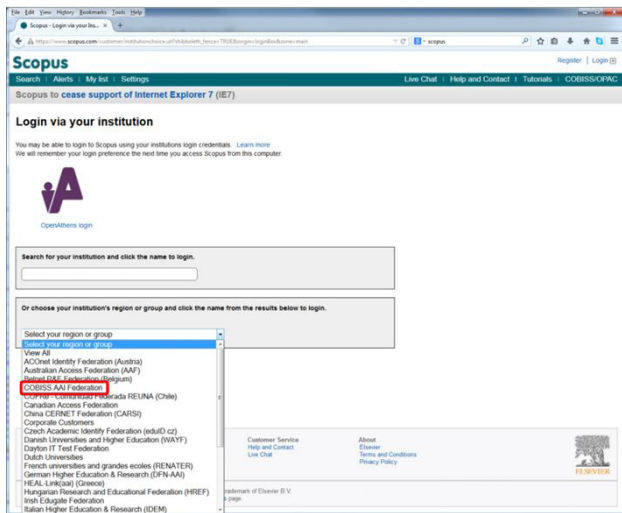 File Edit View History Bookmarks Tools Help
Scopus - Login via your Ins...
scopus
Scopus
Register | Login
Search | Alerts | My list | Settings
Live Chat | Help and Contact | Tutorials | COBISS/OPAC
Scopus to cease support of Internet Explorer 7 (IE7)
Login via your institution
You may be able to login to Scopus using your institutions login credentials. Learn more
We will remember your login preference the next time you access Scopus from this computer.
OpenAthens login
Search for your institution and click the name to login.
Or choose your institution's region or group and click the name from the results below to login.
Select your region or group
Select your region or group
View All
ACOnet Identity Federation (Austria)
Australian Access Federation (AAF)
Belnet R&E Federation (Belgium)
COBISS AAI Federation
COFRe - Comunidad Federada REUNA (Chile)
Canadian Access Federation
China CERNET Federation (CARSI)
Corporate Customers
Czech Academic Identify Federation (eduID.cz)
Danish Universities and Higher Education (WAYF)
Dayton IT Test Federation
Dutch Universities
French universities and grandes ecoles (RENATER)
German Higher Education & Research (DFN-AAI)
HEAL-Link(aai) (Greece)
Hungarian Research and Educational Federation (HREF)
Irish Edugate Federation
Italian Higher Education & Research (IDEM)
Customer Service
Help and Contact
Live Chat
About
Elsevier
Terms and Conditions
Privacy Policy
ELSEVIER
trademark of Elsevier B.V.
s page.